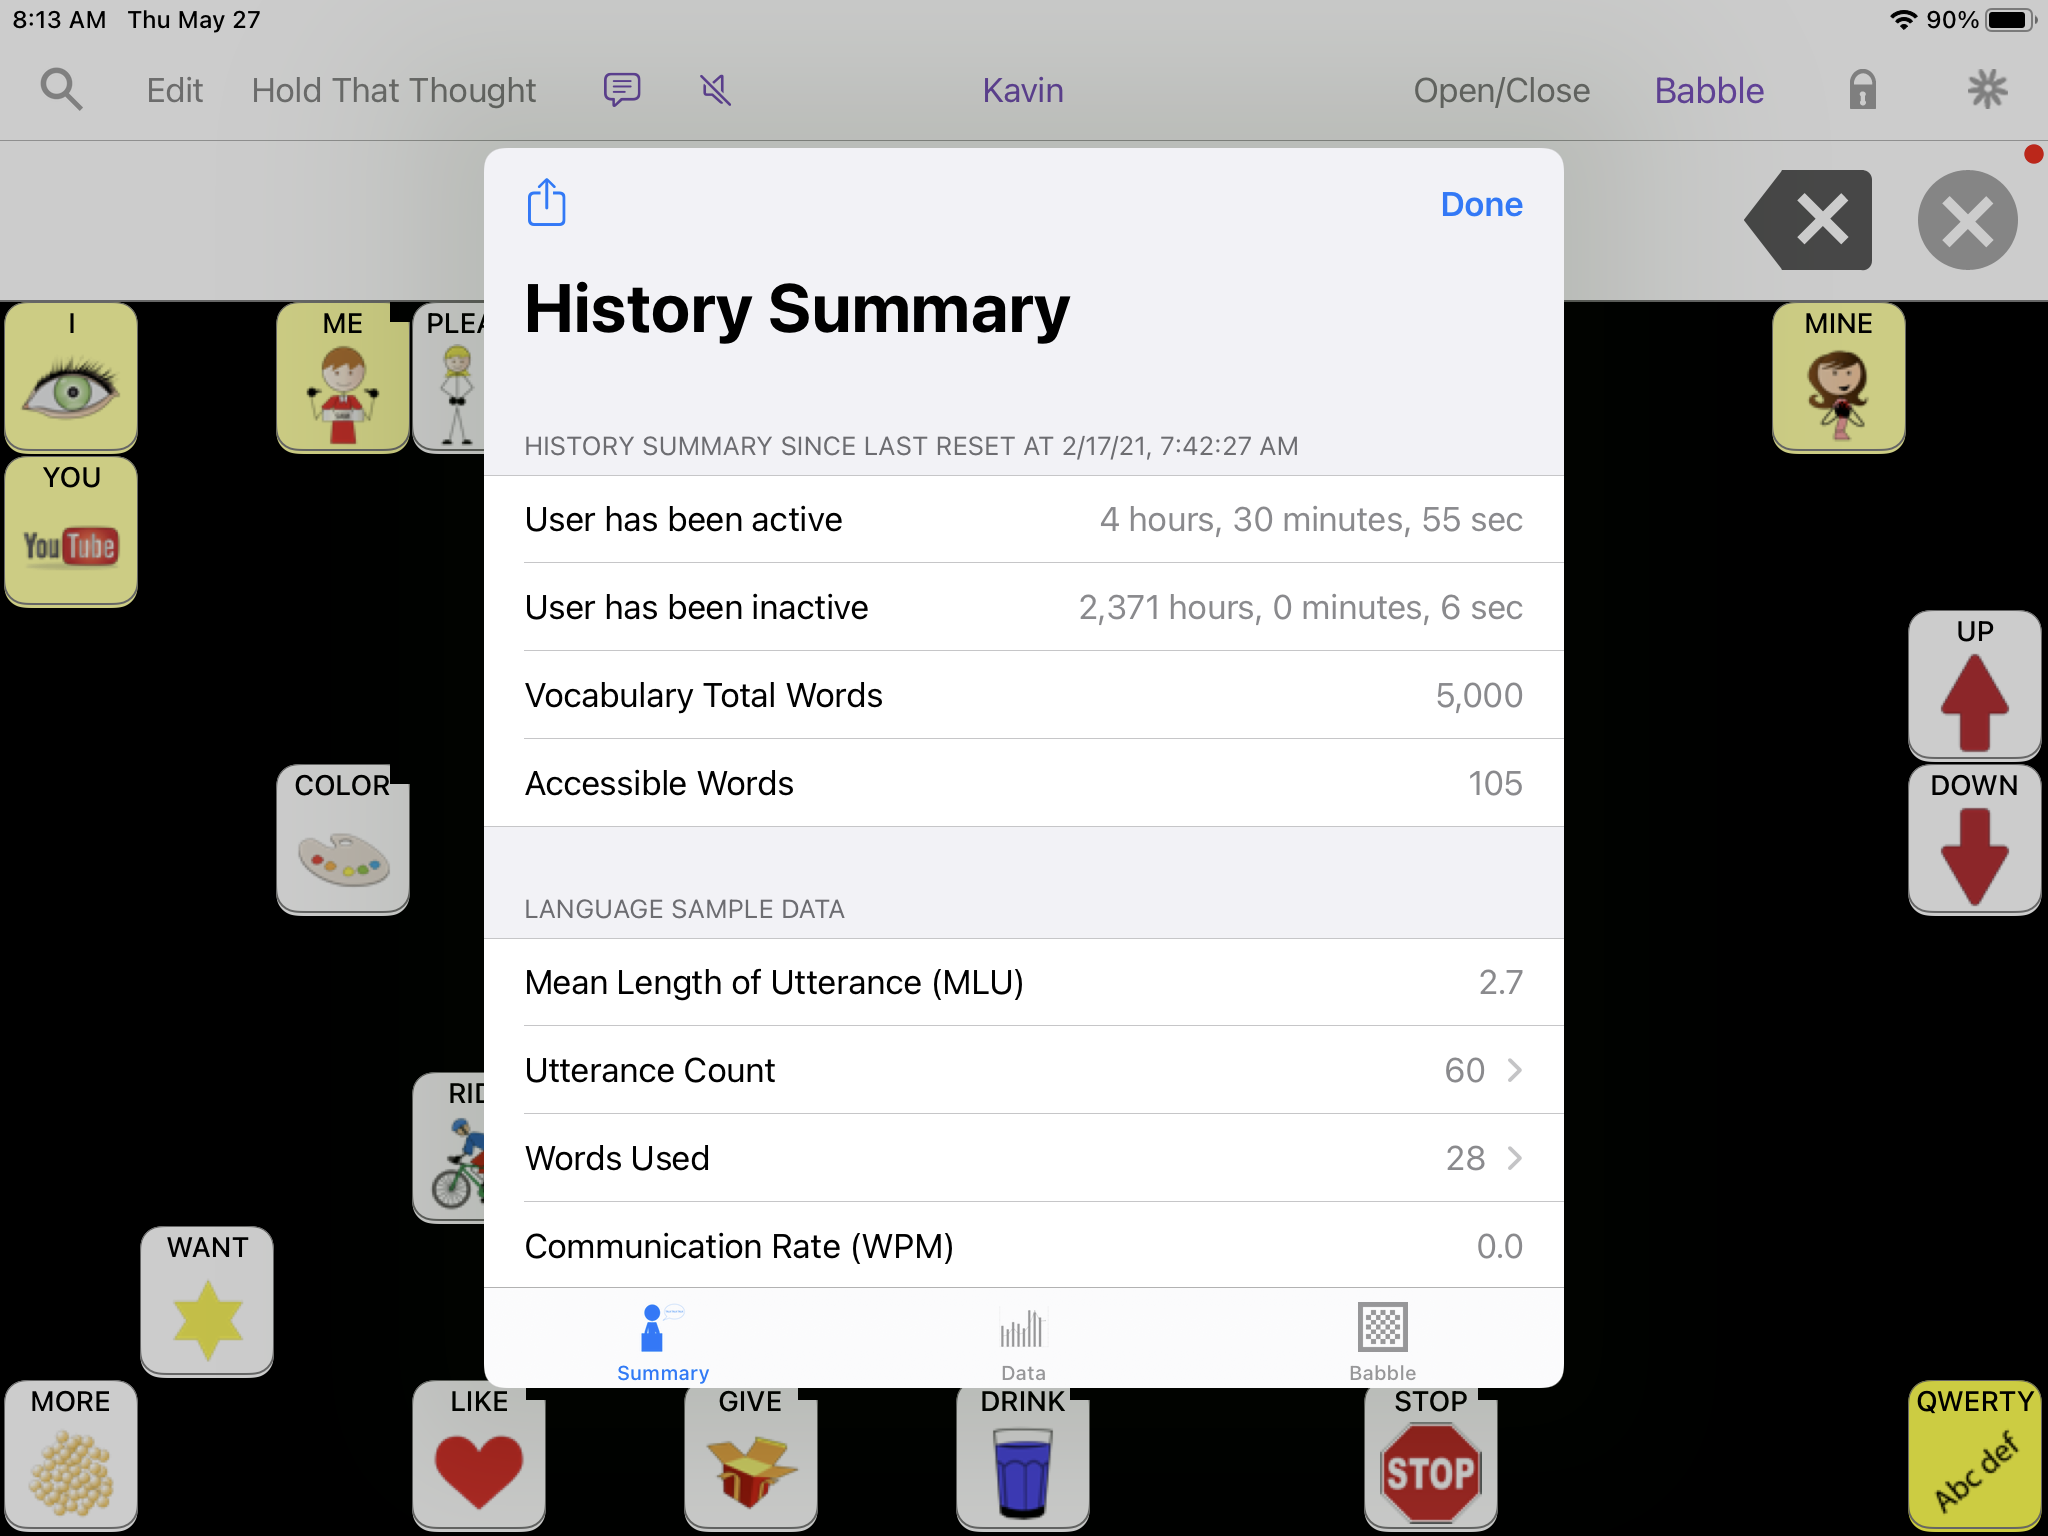 8:13 AM Thu May 27 90%
Edit Hold That Thought Kavin Open/Close Babble
Done
History Summary
I ME PLEA MINE
HISTORY SUMMARY SINCE LAST RESET AT 2/17/21, 7:42:27 AM
YOU
User has been active 4 hours, 30 minutes, 55 sec
You Tube
User has been inactive 2,371 hours, 0 minutes, 6 sec
UP
Vocabulary Total Words 5,000
COLOR
Accessible Words 105
DOWN
LANGUAGE SAMPLE DATA
Mean Length of Utterance (MLU) 2.7
Utterance Count 60
RID
Words Used 28
WANT
Communication Rate (WPM) 0.0
Summary Data Babble
MORE LIKE GIVE DRINK STOP QWERTY
STOP
Abc def